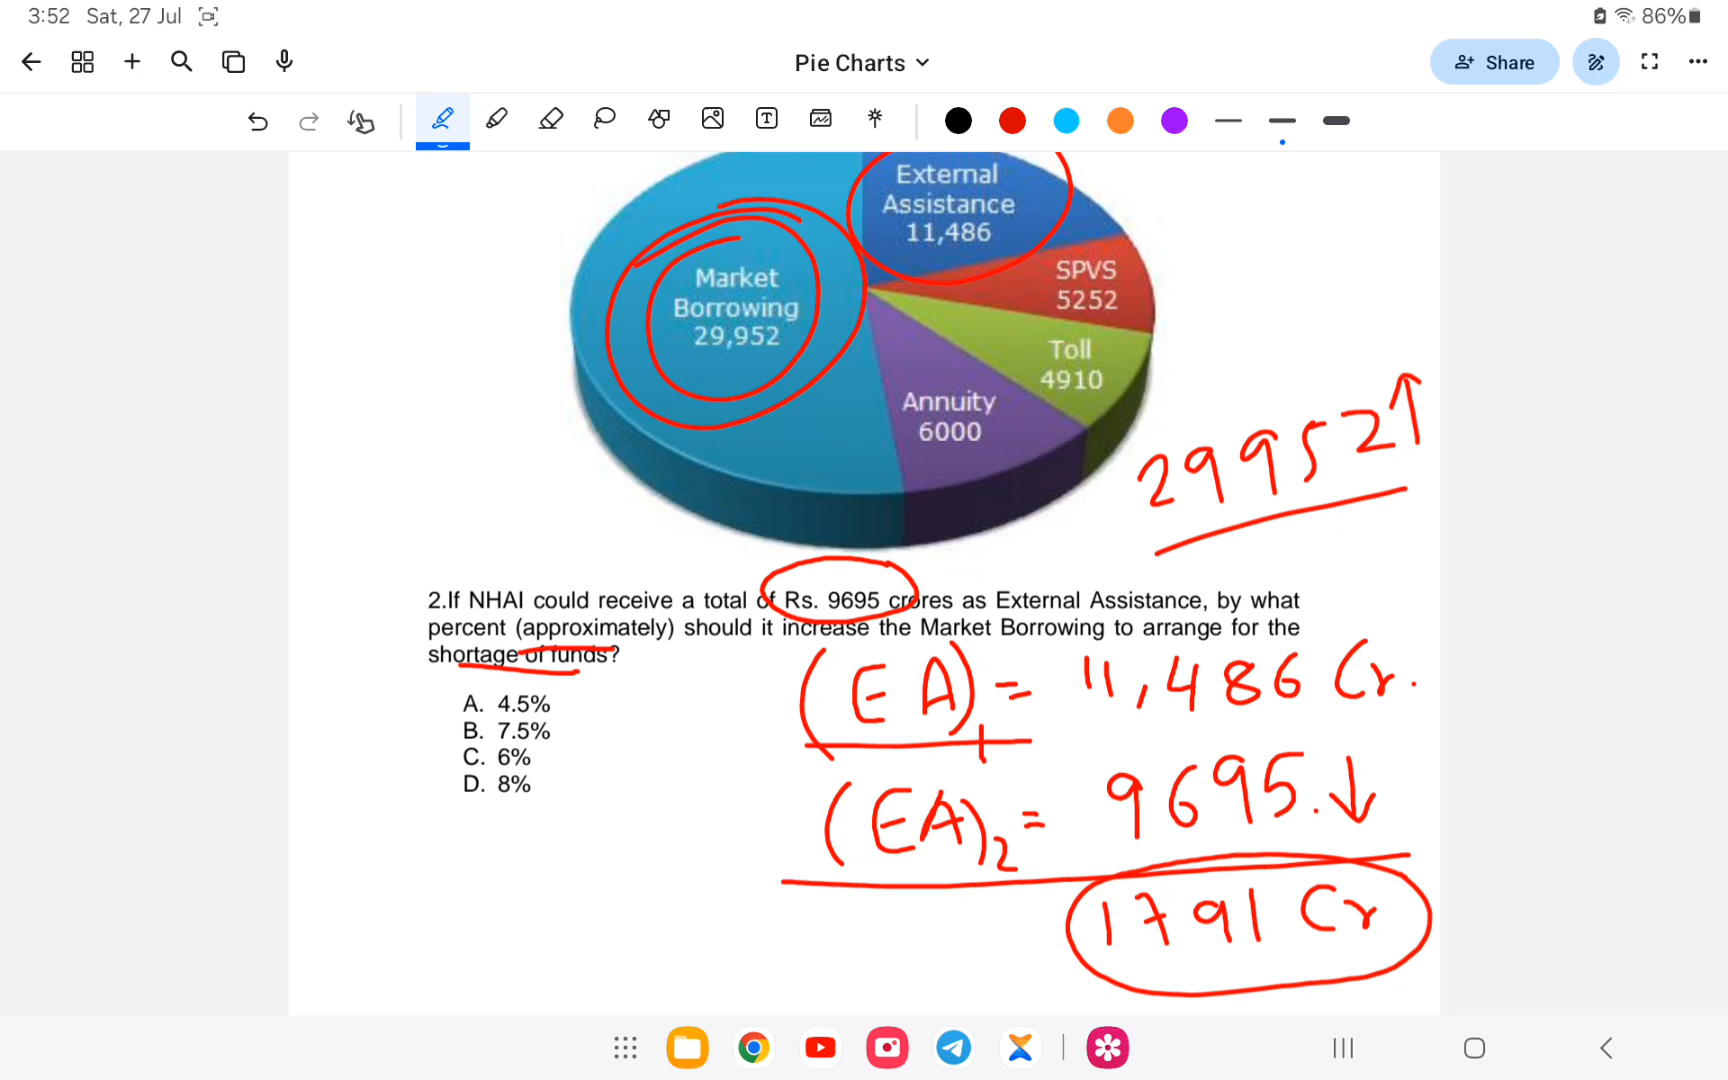 3:52 Sat, 27 Jul
86%
Pie Charts
Share
External
Assistance
11,486
SPVS
5252
Market
Borrowing
29,952
Toll
4910
Annuity
6000
29952↑
2.If NHAI could receive a total of Rs. 9695 crores as External Assistance, by what
percent (approximately) should it increase the Market Borrowing to arrange for the
shortage of funds?
(EA)1 = 11,486 Cr.
A. 4.5%
B. 7.5%
C. 6%
D. 8%
(EA)2 = 9695.↓
1791 Cr